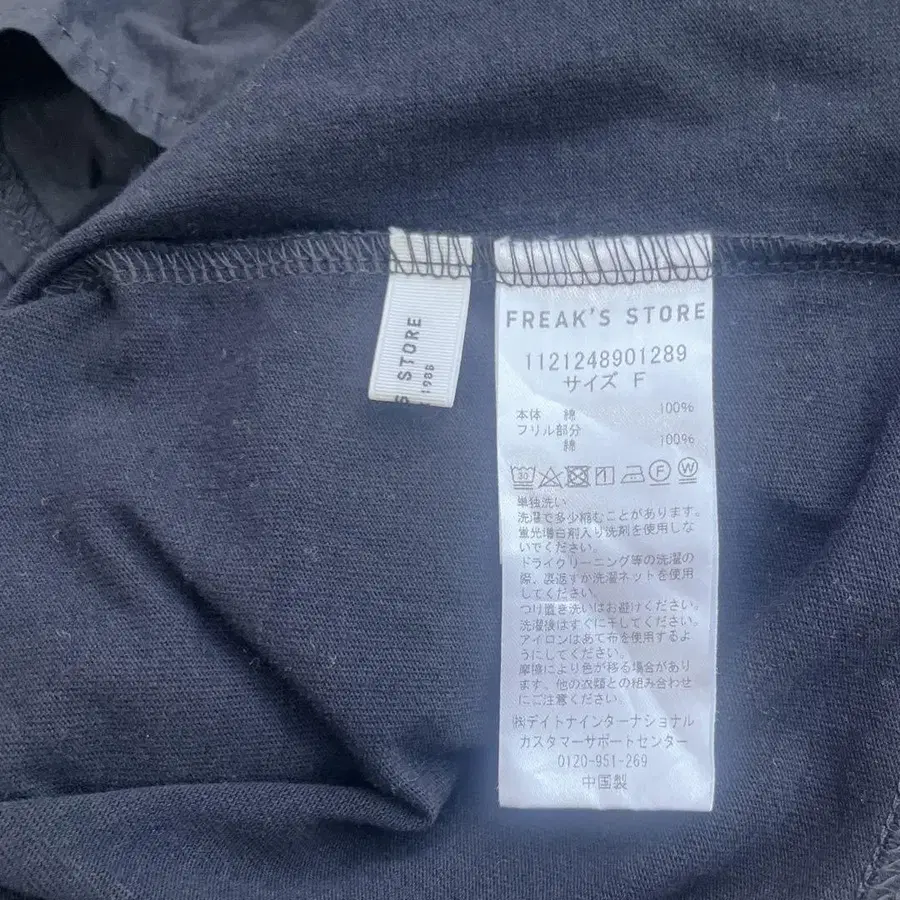 'S STORE
1986
FREAK'S STORE
1121248901289
サイズ F
本体 綿 100%
フリル部分
綿 100%
30
F
W
単独洗い
洗濯で多少縮むことがあります。
蛍光増白剤入り洗剤を使用しな
いでください。
ドライクリーニング等の洗濯の
際、裏返すか洗濯ネットを使用
してください。
つけ置き洗いはお避けください。
洗濯後はすぐに干してください。
アイロンはあて布を使用するよ
うにしてください。
摩擦により色が移る場合があり
ます、他の衣類との組み合わせ
にご注意ください。
㈱デイトナインターナショナル
カスタマーサポートセンター
0120-951-269
中国製